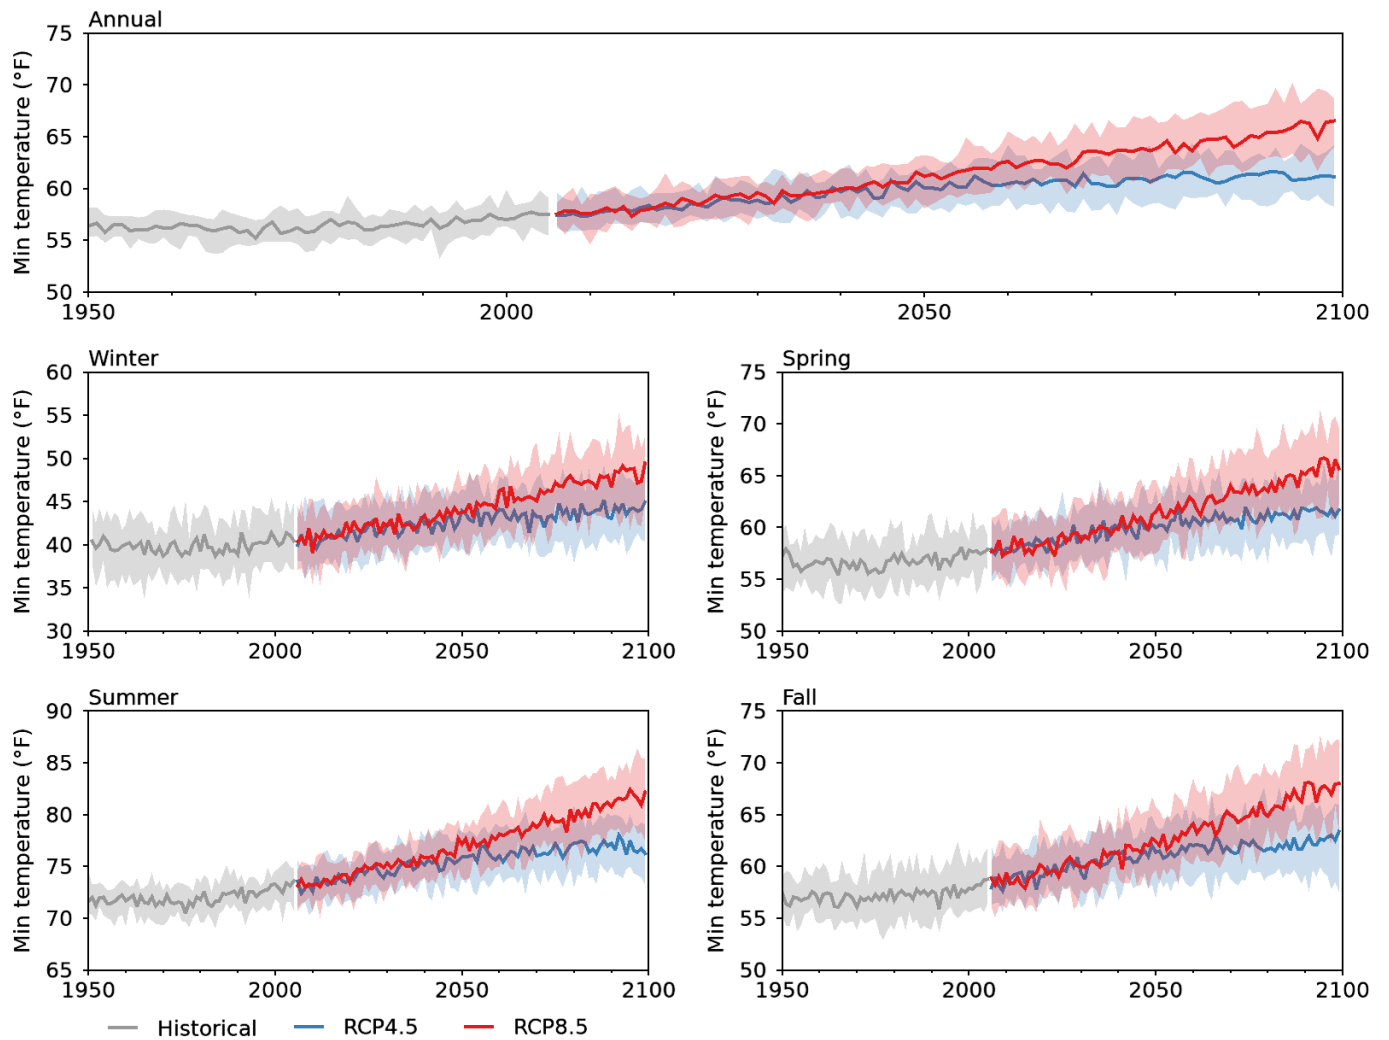 Annual
Min temperature (°F)
75
70
65
60
55
50
1950 2000 2050 2100
Winter
Min temperature (°F)
60
55
50
45
40
35
30
1950 2000 2050 2100
Spring
Min temperature (°F)
75
70
65
60
55
50
1950 2000 2050 2100
Summer
Min temperature (°F)
90
85
80
75
70
65
1950 2000 2050 2100
Fall
Min temperature (°F)
75
70
65
60
55
50
1950 2000 2050 2100
Historical RCP4.5 RCP8.5